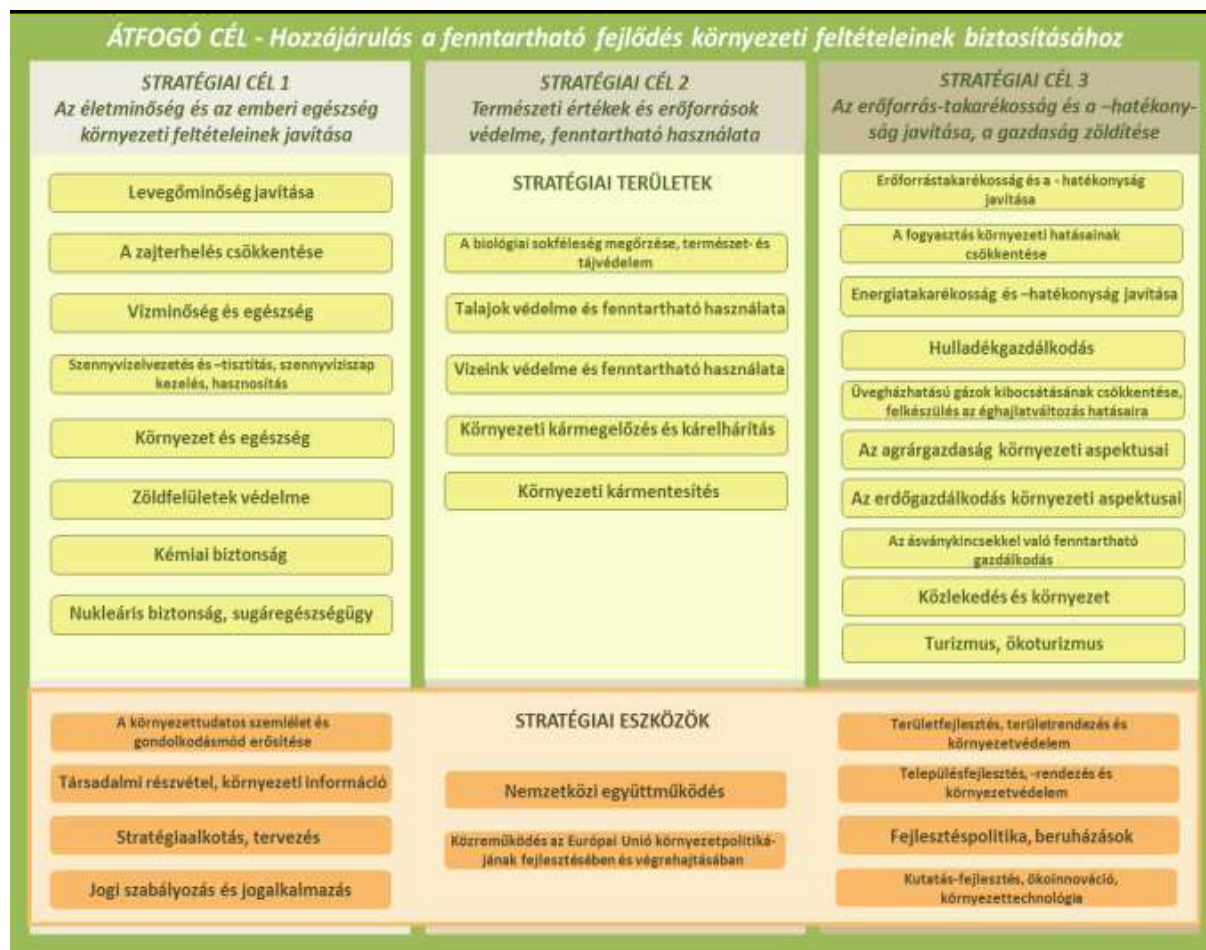 ÁTFOGÓ CÉL - Hozzájárulás a fenntartható fejlődés környezeti feltételeinek biztosításához
STRATÉGIAI CÉL 1
Az életminőség és az emberi egészség
környezeti feltételeinek javítása
Levegőminőség javítása
A zajterhelés csökkentése
Vízminőség és egészség
Szennyvízelvezetés és –tisztítás, szennyvíziszap
kezelés, hasznosítás
Környezet és egészség
Zöldfelületek védelme
Kémiai biztonság
Nukleáris biztonság, sugáregészségügy
STRATÉGIAI CÉL 2
Természeti értékek és erőforrások
védelme, fenntartható használata
STRATÉGIAI TERÜLETEK
A biológiai sokféleség megőrzése, természet- és
tájvédelem
Talajok védelme és fenntartható használata
Vizeink védelme és fenntartható használata
Környezeti kármegelőzés és kárelhárítás
Környezeti kármentesítés
STRATÉGIAI CÉL 3
Az erőforrás-takarékosság és a –hatékony-
ság javítása, a gazdaság zöldítése
Erőforrástakarékosság és a - hatékonyság
javítása
A fogyasztás környezeti hatásainak
csökkentése
Energiatakarékosság és –hatékonyság javítása
Hulladékgazdálkodás
Üvegházhatású gázok kibocsátásának csökkentése,
felkészülés az éghajlatváltozás hatásaira
Az agrárgazdaság környezeti aspektusai
Az erdőgazdálkodás környezeti aspektusai
Az ásványkincsekkel való fenntartható
gazdálkodás
Közlekedés és környezet
Turizmus, ökoturizmus
A környezettudatos szemlélet és
gondolkodásmód erősítése
Társadalmi részvétel, környezeti információ
Stratégiaalkotás, tervezés
Jogi szabályozás és jogalkalmazás
STRATÉGIAI ESZKÖZÖK
Nemzetközi együttműködés
Közreműködés az Európai Unió környezetpolitiká-
jának fejlesztésében és végrehajtásában
Területfejlesztés, területrendezés és
környezetvédelem
Településfejlesztés, -rendezés és
környezetvédelem
Fejlesztéspolitika, beruházások
Kutatás-fejlesztés, ökoinnováció,
környezettechnológia